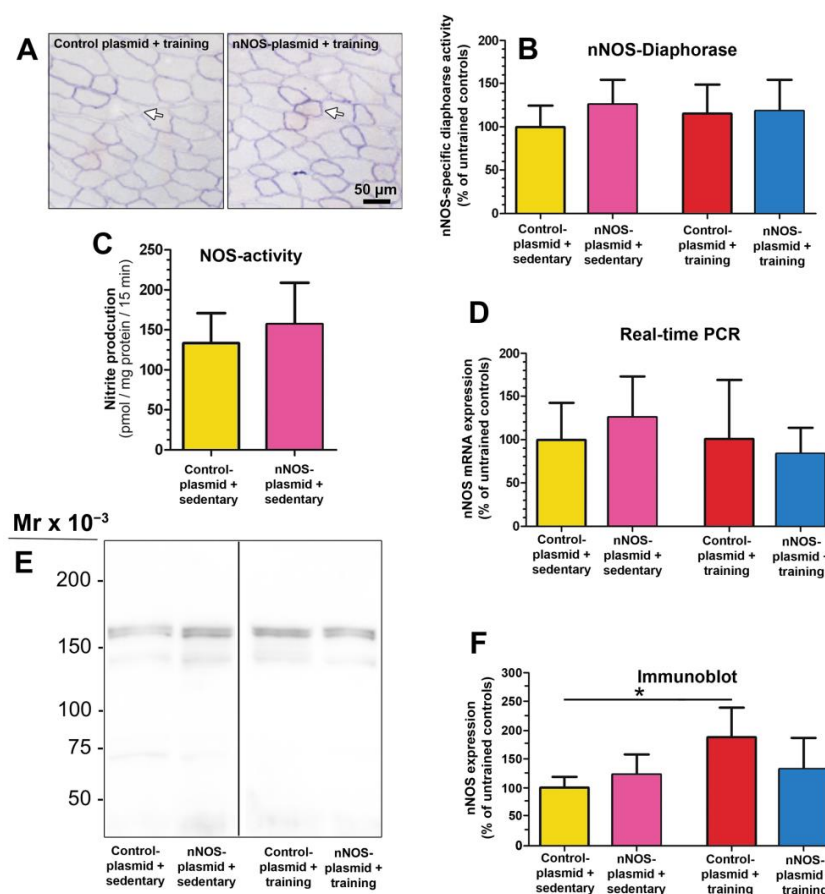 A
Control plasmid + training
nNOS-plasmid + training
50 µm
B
nNOS-Diaphorase
nNOS-specific diaphoarse activity
(% of untrained controls)
200
150
100
50
0
Control-
plasmid +
sedentary
nNOS-
plasmid +
sedentary
Control-
plasmid +
training
nNOS-
plasmid +
training
C
NOS-activity
Nitrite prodcution
(pmol / mg protein / 15 min)
250
200
150
100
50
0
Control-
plasmid +
sedentary
nNOS-
plasmid +
sedentary
D
Real-time PCR
nNOS mRNA expression
(% of untrained controls)
200
150
100
50
0
Control-
plasmid +
sedentary
nNOS-
plasmid +
sedentary
Control-
plasmid +
training
nNOS-
plasmid +
training
Mr x 10⁻³
E
200 -
150 -
100 -
75 -
50 -
Control-
plasmid +
sedentary
nNOS-
plasmid +
sedentary
Control-
plasmid +
training
nNOS-
plasmid +
training
F
Immunoblot
*
nNOS expression
(% of untrained controls)
300
200
150
100
50
0
Control-
plasmid +
sedentary
nNOS-
plasmid +
sedentary
Control-
plasmid +
training
nNOS-
plasmid +
training